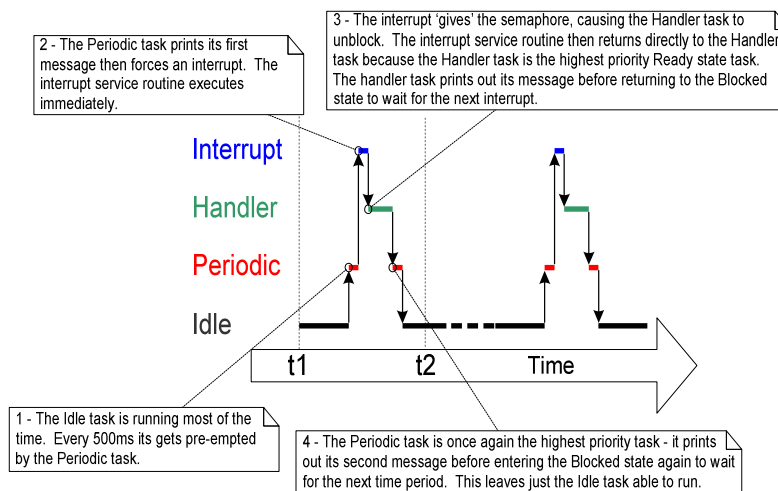 3 - The interrupt ‘gives’ the semaphore, causing the Handler task to
unblock. The interrupt service routine then returns directly to the Handler
task because the Handler task is the highest priority Ready state task.
The handler task prints out its message before returning to the Blocked
state to wait for the next interrupt.
2 - The Periodic task prints its first
message then forces an interrupt. The
interrupt service routine executes
immediately.
Interrupt
Handler
Periodic
Idle
t1
t2
Time
1 - The Idle task is running most of the
time. Every 500ms its gets pre-empted
by the Periodic task.
4 - The Periodic task is once again the highest priority task - it prints
out its second message before entering the Blocked state again to wait
for the next time period. This leaves just the Idle task able to run.